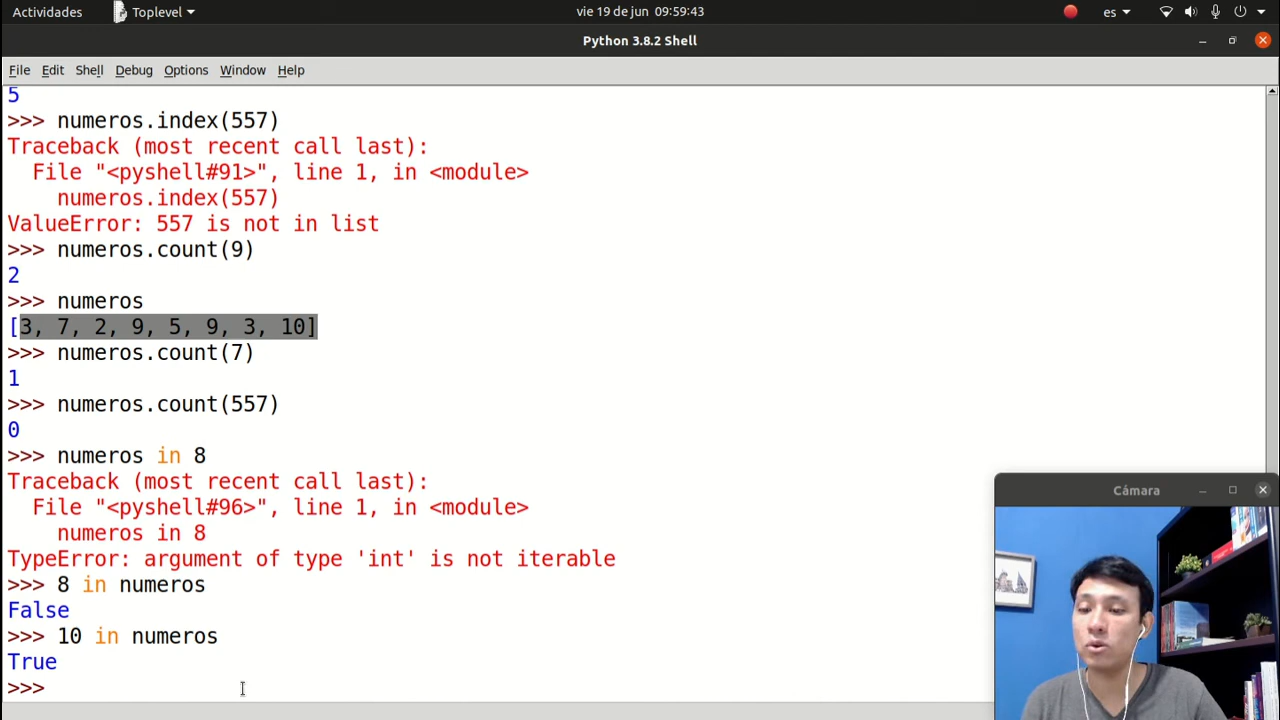 Actividades Toplevel vie 19 de jun 09:59:43 es
Python 3.8.2 Shell
File Edit Shell Debug Options Window Help
5
>>> numeros.index(557)
Traceback (most recent call last):
  File "<pyshell#91>", line 1, in <module>
    numeros.index(557)
ValueError: 557 is not in list
>>> numeros.count(9)
2
>>> numeros
[3, 7, 2, 9, 5, 9, 3, 10]
>>> numeros.count(7)
1
>>> numeros.count(557)
0
>>> numeros in 8
Traceback (most recent call last):
  File "<pyshell#96>", line 1, in <module>
    numeros in 8
TypeError: argument of type 'int' is not iterable
>>> 8 in numeros
False
>>> 10 in numeros
True
>>>
Cámara